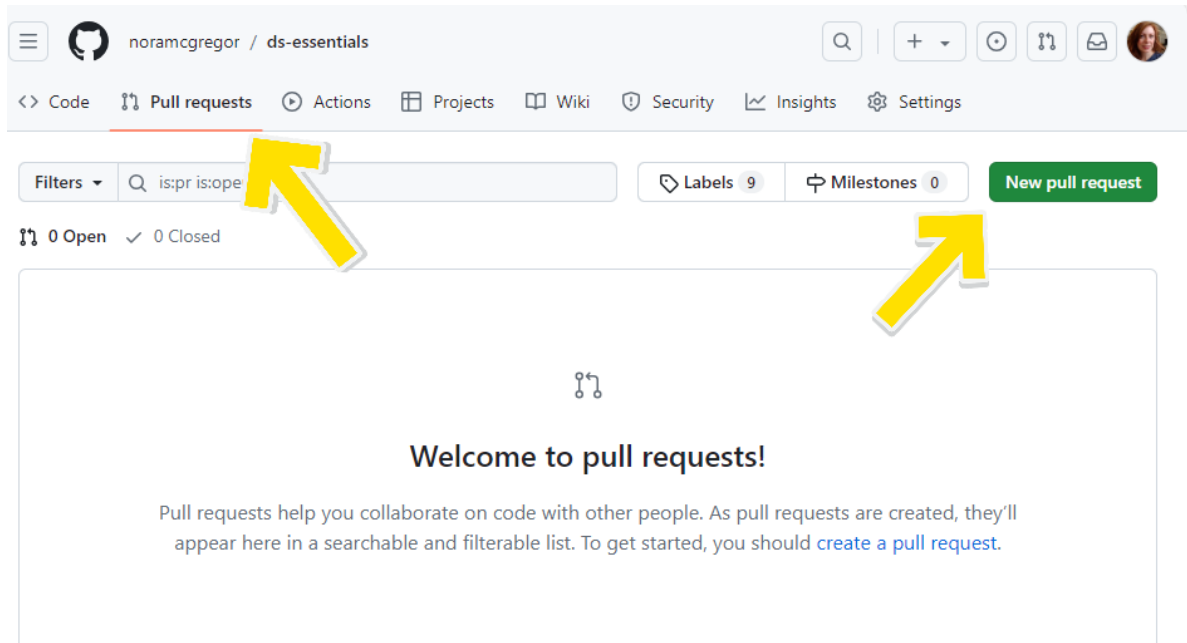 noramcgregor / ds-essentials
<> Code Pull requests Actions Projects Wiki Security Insights Settings
Filters is:pr is:ope Labels 9 Milestones 0 New pull request
0 Open 0 Closed
Welcome to pull requests!
Pull requests help you collaborate on code with other people. As pull requests are created, they’ll
appear here in a searchable and filterable list. To get started, you should create a pull request.